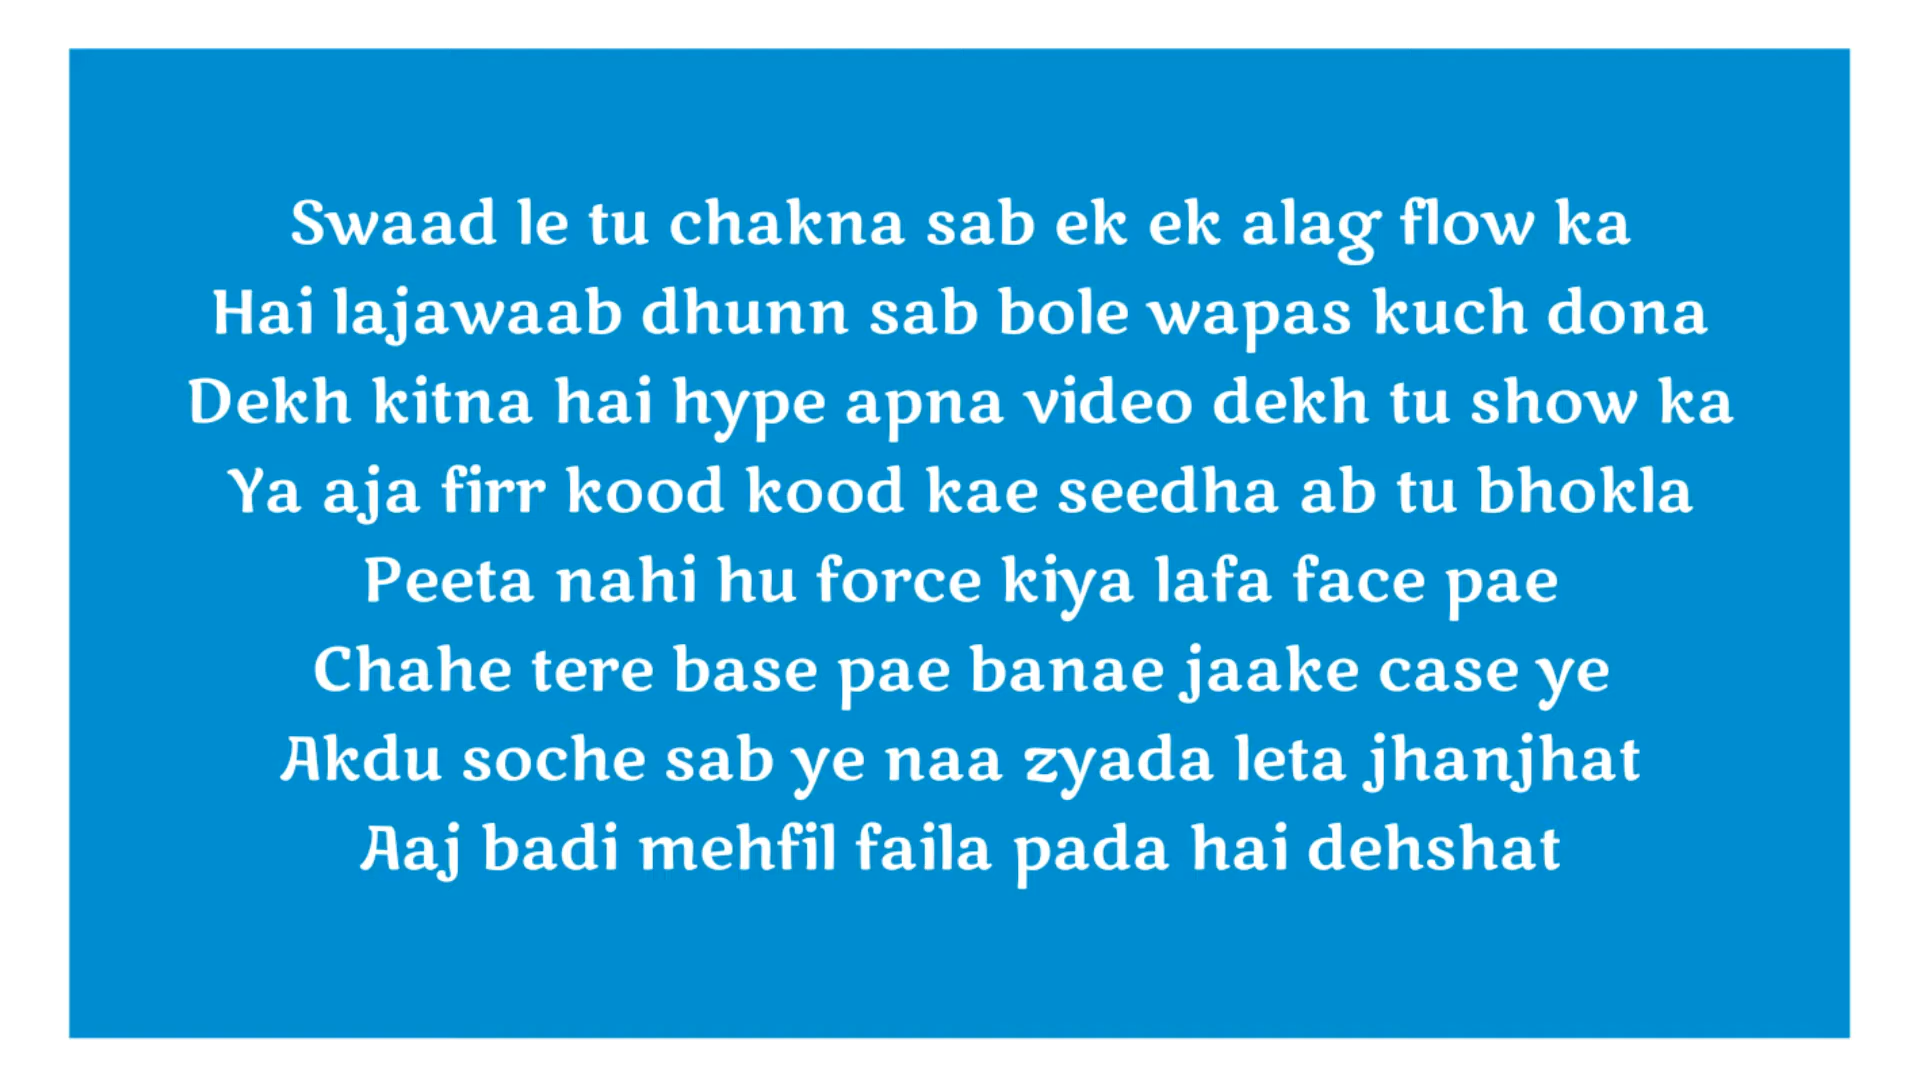 Swaad le tu chakna sab ek ek alag flow ka
Hai lajawaab dhunn sab bole wapas kuch dona
Dekh kitna hai hype apna video dekh tu show ka
Ya aja firr kood kood kae seedha ab tu bhokla
Peeta nahi hu force kiya lafa face pae
Chahe tere base pae banae jaake case ye
Akdu soche sab ye naa zyada leta jhanjhat
Aaj badi mehfil faila pada hai dehshat